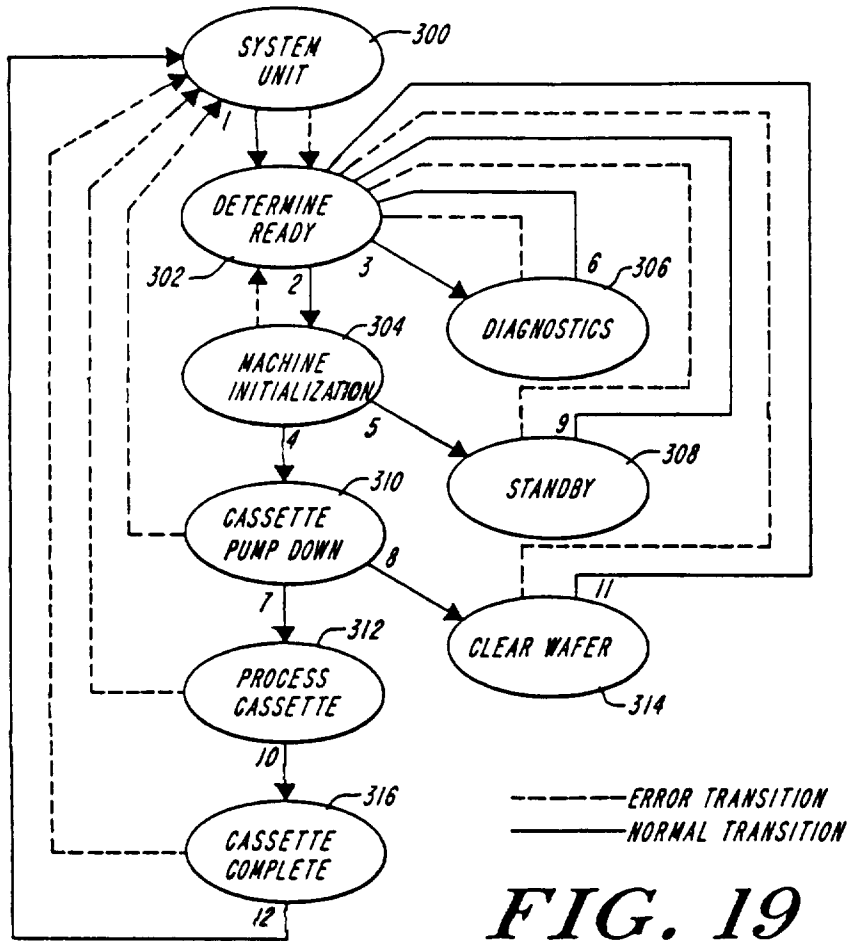 SYSTEM
UNIT
300
1
DETERMINE
READY
302
2
3
6
306
DIAGNOSTICS
304
MACHINE
INITIALIZATION
4
5
9
308
STANDBY
310
CASSETTE
PUMP DOWN
7
8
11
CLEAR WAFER
314
312
PROCESS
CASSETTE
10
316
CASSETTE
COMPLETE
12
ERROR TRANSITION
NORMAL TRANSITION
FIG. 19